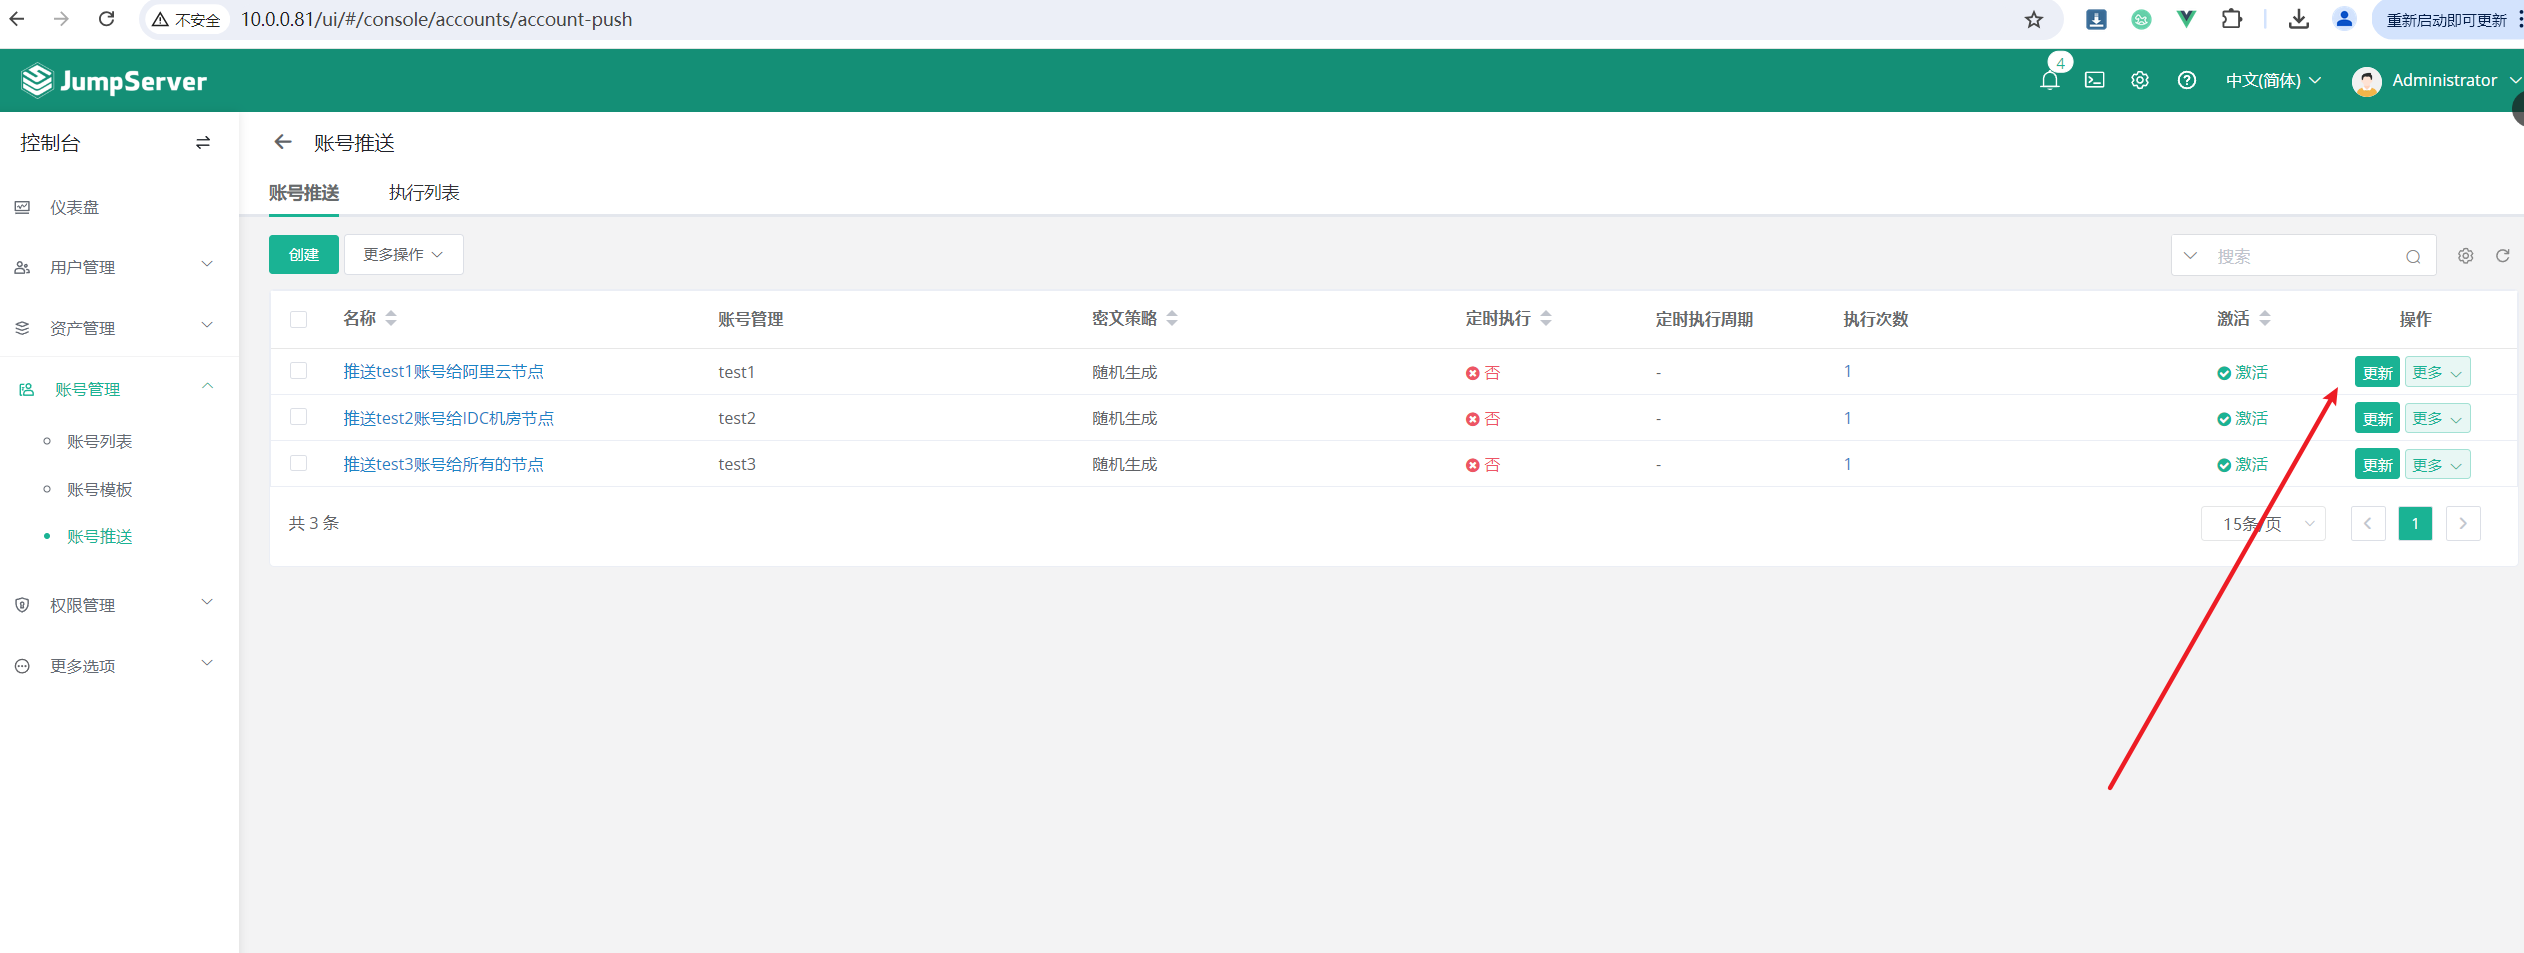 不安全 10.0.0.81/ui/#/console/accounts/account-push 重新启动即可更新
JumpServer 4 中文(简体) Administrator
控制台
仪表盘
用户管理
资产管理
账号管理
账号列表
账号模板
账号推送
权限管理
更多选项
账号推送
账号推送 执行列表
创建 更多操作 搜索
名称 账号管理 密文策略 定时执行 定时执行周期 执行次数 激活 操作
推送test1账号给阿里云节点 test1 随机生成 否 - 1 激活 更新 更多
推送test2账号给IDC机房节点 test2 随机生成 否 - 1 激活 更新 更多
推送test3账号给所有的节点 test3 随机生成 否 - 1 激活 更新 更多
共 3 条 15条/页 1